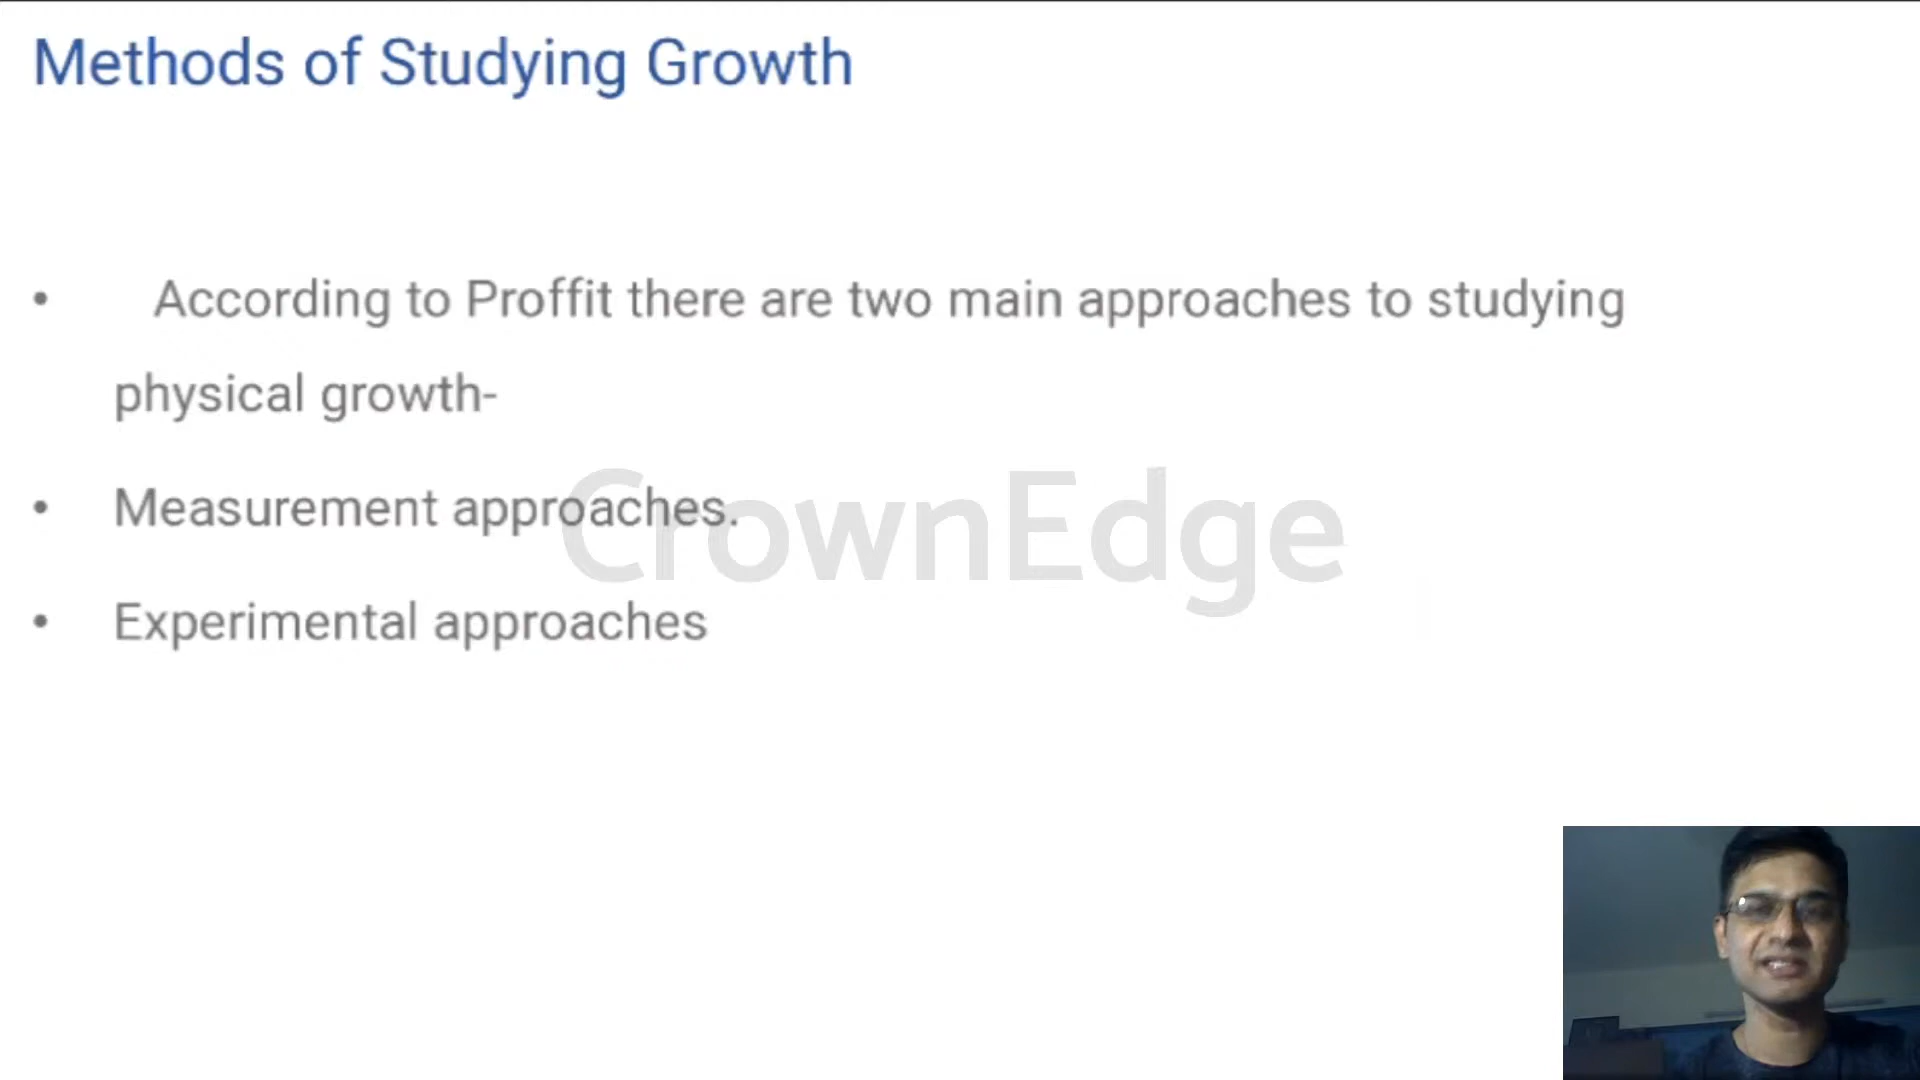 Methods of Studying Growth
• According to Proffit there are two main approaches to studying
physical growth-
• Measurement approaches.
• Experimental approaches
CrownEdge